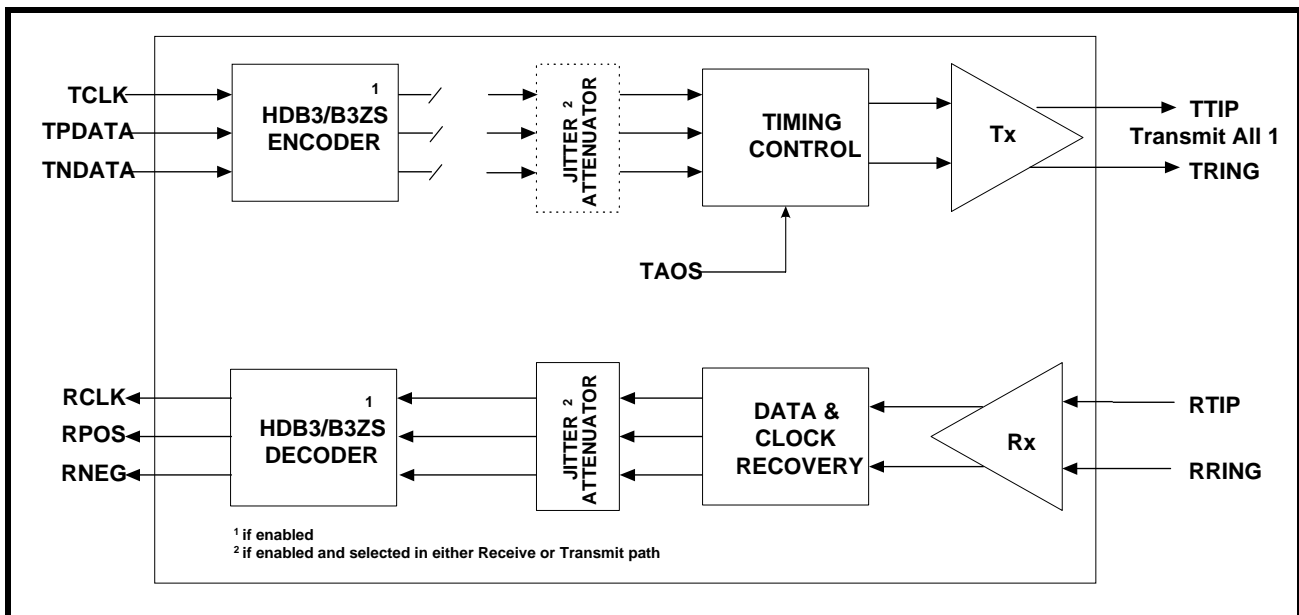 TCLK
TPDATA
TNDATA
1
HDB3/B3ZS
ENCODER
JITTER 2
ATTENUATOR
TIMING
CONTROL
Tx
TTIP
Transmit All 1
TRING
TAOS
RCLK
RPOS
RNEG
1
HDB3/B3ZS
DECODER
JITTER 2
ATTENUATOR
DATA &
CLOCK
RECOVERY
Rx
RTIP
RRING
1 if enabled
2 if enabled and selected in either Receive or Transmit path